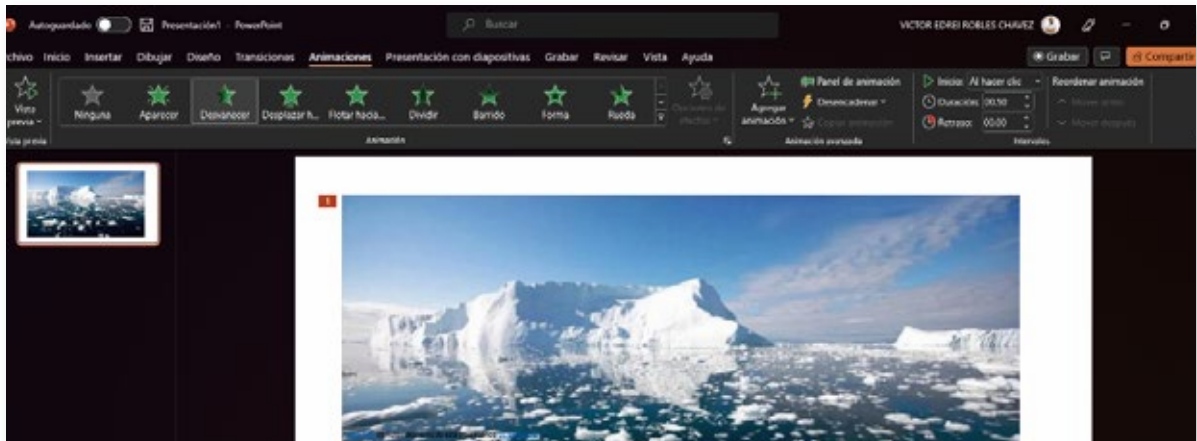 Autoguardado Presentación1 - PowerPoint Buscar VICTOR EDREI ROBLES CHAVEZ
rchivo Inicio Insertar Dibujar Diseño Transiciones Animaciones Presentación con diapositivas Grabar Revisar Vista Ayuda Grabar Compartir
Vista previa Ninguna Aparecer Desvanecer Desplazar h... Flotar hacia... Dividir Barrido Forma Rueda Opciones de efectos Agregar animación
Panel de animación
Desencadenar
Copiar animación
Inicio: Al hacer clic
Duración: 00.50
Retraso: 00.00
Reordenar animación
Mover antes
Mover después
Vista previa Animación Animación avanzada Intervalos
1